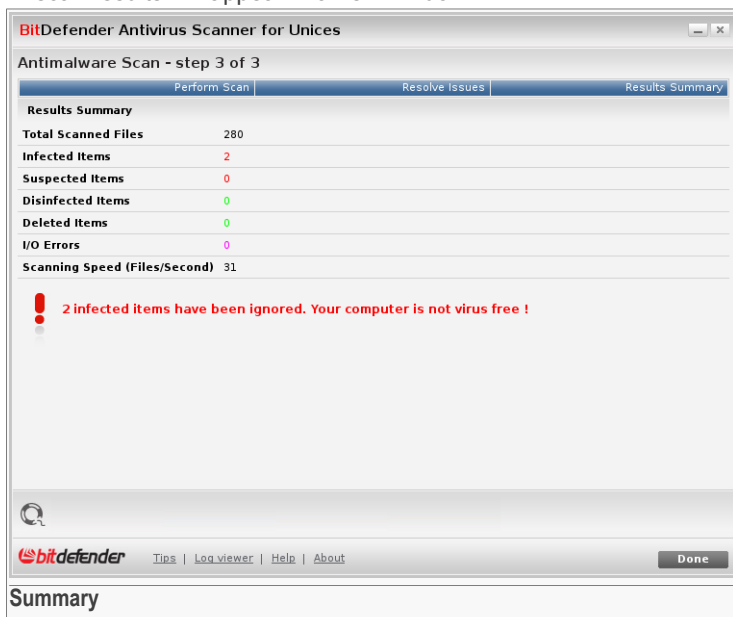 BitDefender Antivirus Scanner for Unices
Antimalware Scan - step 3 of 3
Perform Scan | Resolve Issues | Results Summary
Results Summary
Total Scanned Files 280
Infected Items 2
Suspected Items 0
Disinfected Items 0
Deleted Items 0
I/O Errors 0
Scanning Speed (Files/Second) 31
2 infected items have been ignored. Your computer is not virus free !
bitdefender Tips | Log viewer | Help | About Done
Summary